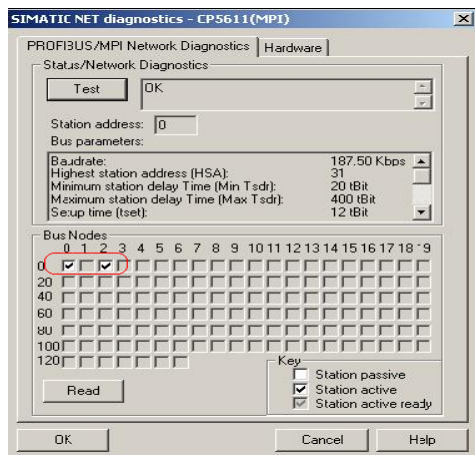 SIMATIC NET diagnostics - CP5611(MPI)
PROFIBUS/MPI Network Diagnostics Hardware
Status/Network Diagnostics
Test OK
Station address: 0
Bus parameters:
Baudrate: 187.50 Kbps
Highest station address (HSA): 31
Minimum station delay Time (Min Tsdr): 20 tBit
Maximum station delay Time (Max Tsdr): 400 tBit
Setup time (tset): 12 tBit
Bus Nodes
0 1 2 3 4 5 6 7 8 9 10 11 12 13 14 15 16 17 18 19
0
20
40
60
80
100
120
Key
Station passive
Read Station active
Station active ready
OK Cancel Help